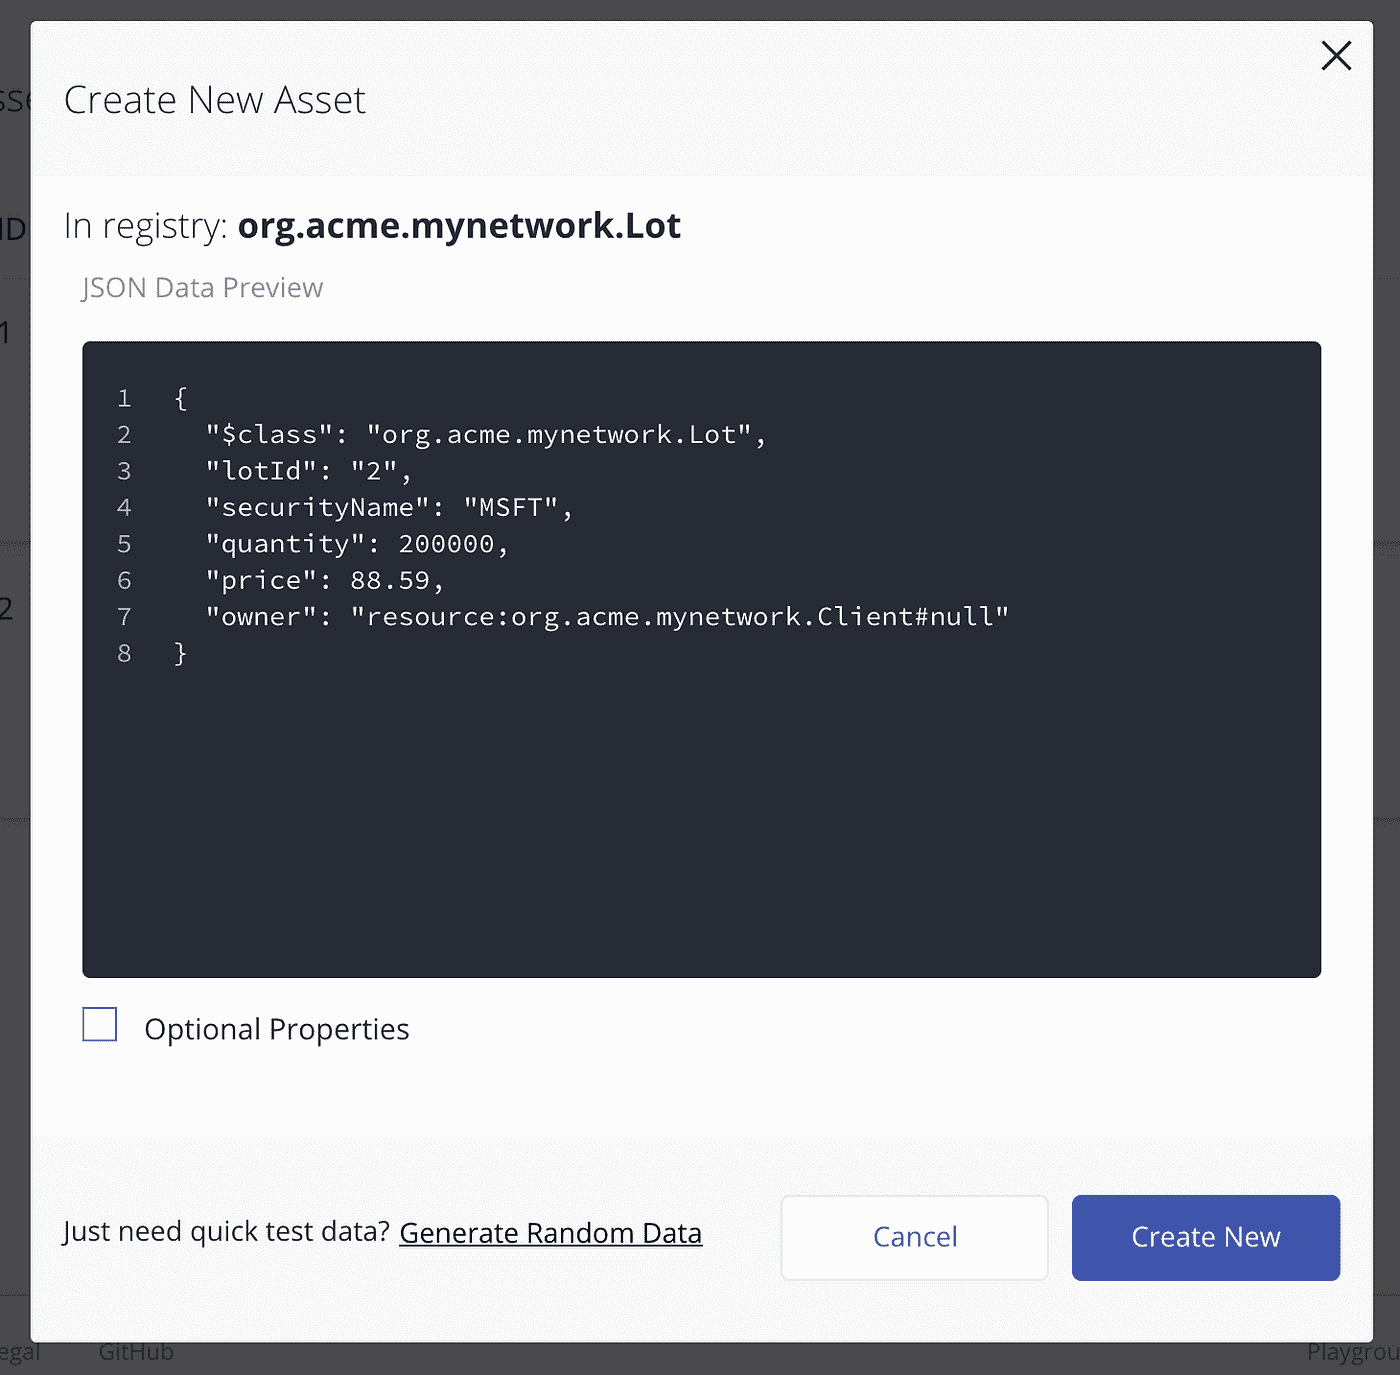 Create New Asset
In registry: org.acme.mynetwork.Lot
JSON Data Preview
1 {
2 "$class": "org.acme.mynetwork.Lot",
3 "lotId": "2",
4 "securityName": "MSFT",
5 "quantity": 200000,
6 "price": 88.59,
7 "owner": "resource:org.acme.mynetwork.Client#null"
8 }
Optional Properties
Just need quick test data? Generate Random Data
Cancel
Create New
ID
1
2
GitHub